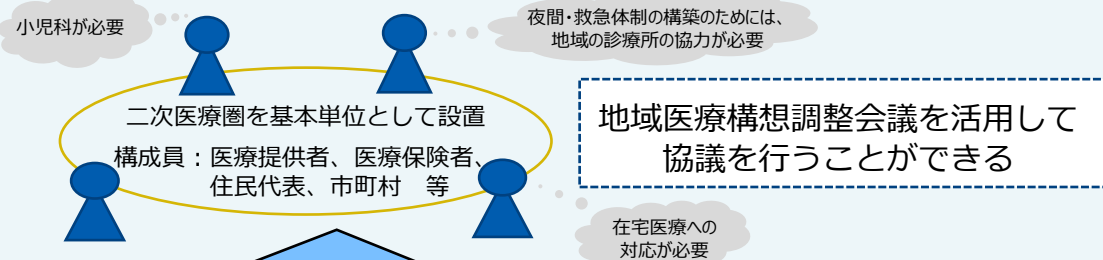 小児科が必要
夜間・救急体制の構築のためには、
地域の診療所の協力が必要
二次医療圏を基本単位として設置
構成員：医療提供者、医療保険者、
住民代表、市町村　等
地域医療構想調整会議を活用して
協議を行うことができる
在宅医療への
対応が必要